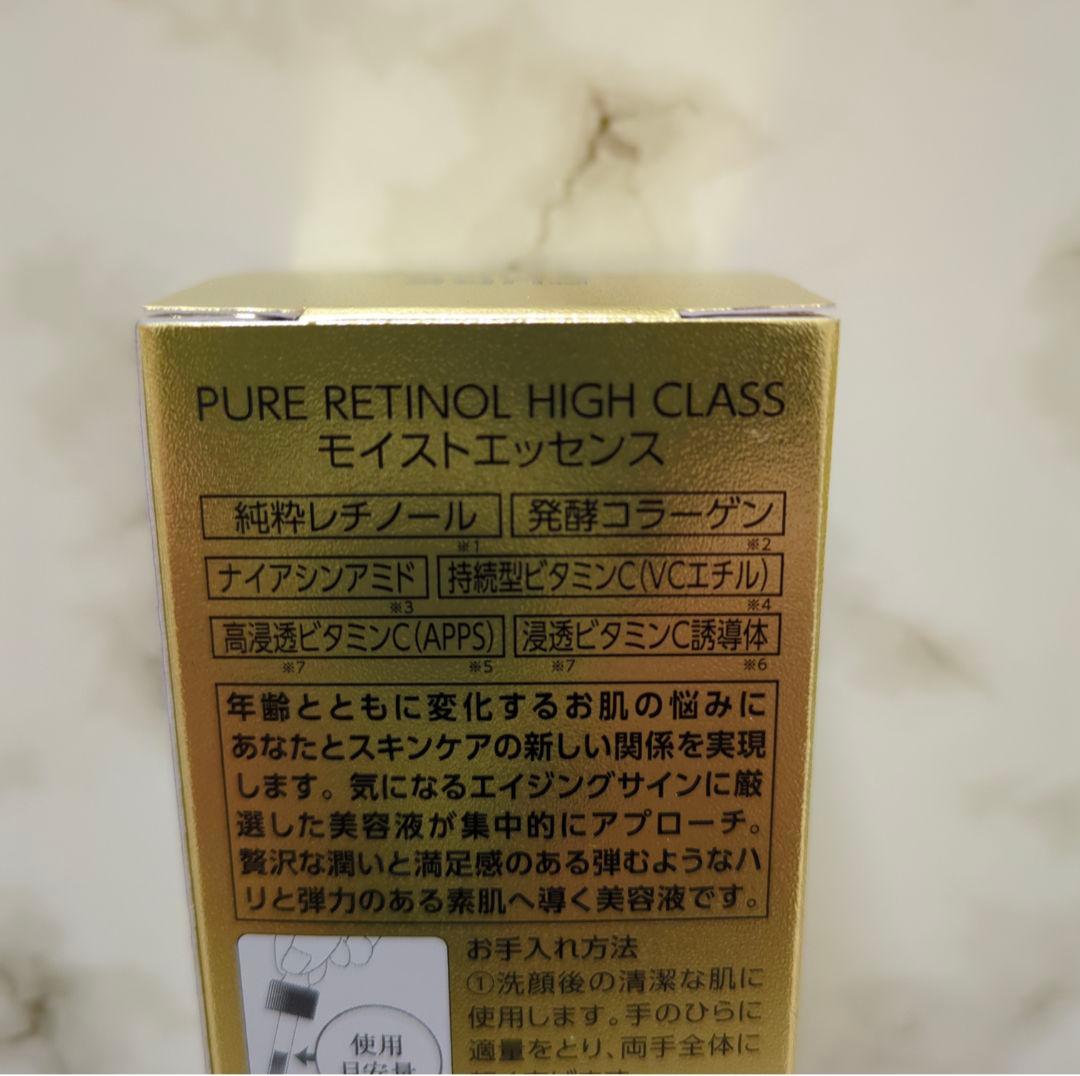 PURE RETINOL HIGH CLASS
モイストエッセンス
純粋レチノール 発酵コラーゲン
※1 ※2
ナイアシンアミド 持続型ビタミンC(VCエチル)
※3 ※4
高浸透ビタミンC(APPS) 浸透ビタミンC誘導体
※7 ※5 ※7 ※6
年齢とともに変化するお肌の悩みに
あなたとスキンケアの新しい関係を実現
します。気になるエイジングサインに厳
選した美容液が集中的にアプローチ。
贅沢な潤いと満足感のある弾むようなハ
リと弾力のある素肌へ導く美容液です。
お手入れ方法
①洗顔後の清潔な肌に
使用します。手のひらに
適量をとり、両手全体に
使用
目安量